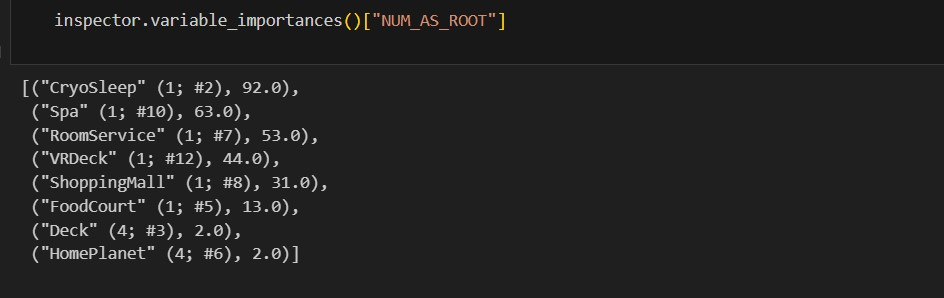 inspector.variable_importances()["NUM_AS_ROOT"]
[("CryoSleep" (1; #2), 92.0),
("Spa" (1; #10), 63.0),
("RoomService" (1; #7), 53.0),
("VRDeck" (1; #12), 44.0),
("ShoppingMall" (1; #8), 31.0),
("FoodCourt" (1; #5), 13.0),
("Deck" (4; #3), 2.0),
("HomePlanet" (4; #6), 2.0)]